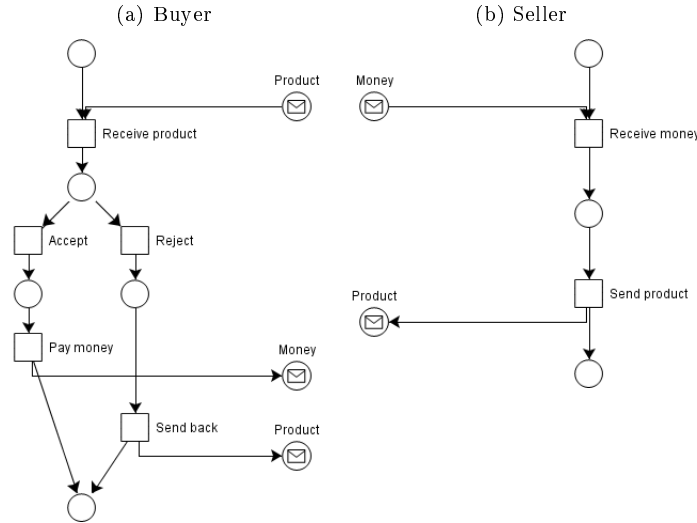 (a) Buyer
Product
Receive product
Accept
Reject
Pay money
Money
Send back
Product
(b) Seller
Money
Receive money
Send product
Product